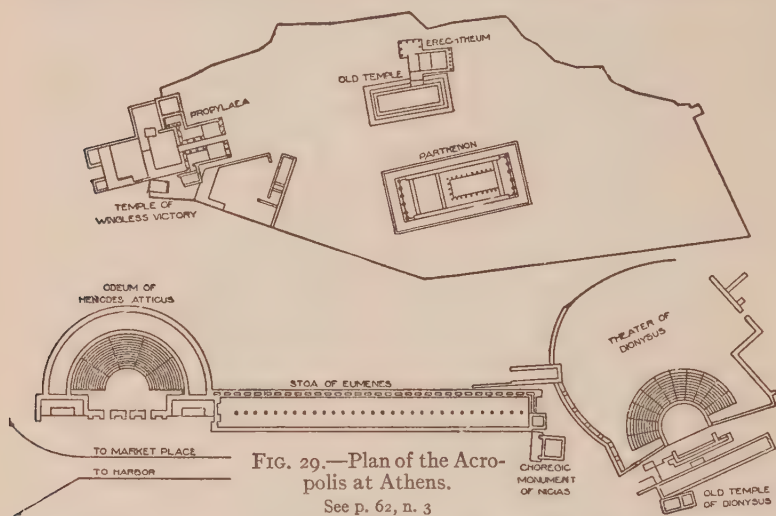 ERECHTHEUM
OLD TEMPLE
PROPYLAEA
PARTHENON
TEMPLE OF
WINGLESS VICTORY
ODEUM OF
HERODES ATTICUS
THEATER OF
DIONYSUS
STOA OF EUMENES
TO MARKET PLACE
TO HARBOR
CHOREGIC
MONUMENT
OF NICIAS
OLD TEMPLE
OF DIONYSUS
FIG. 29.—Plan of the Acro-
polis at Athens.
See p. 62, n. 3